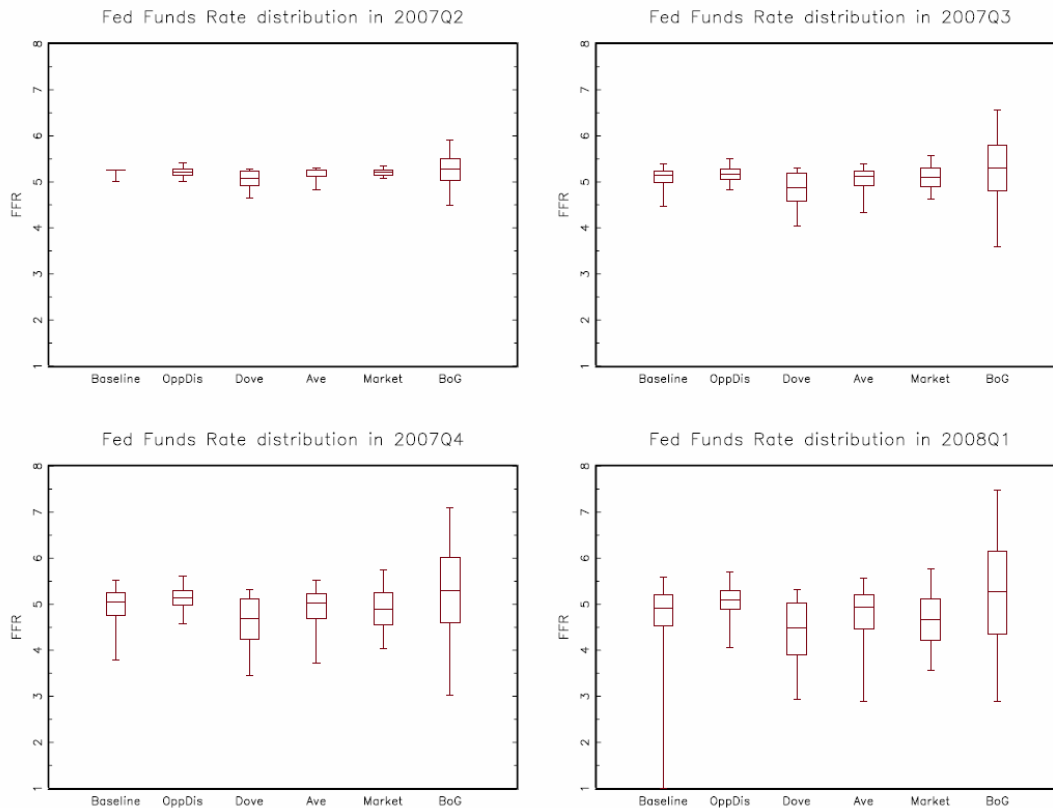 Fed Funds Rate distribution in 2007Q2
FFR
8
7
6
5
4
3
2
1
Baseline OppDis Dove Ave Market BoG
Fed Funds Rate distribution in 2007Q3
FFR
8
7
6
5
4
3
2
1
Baseline OppDis Dove Ave Market BoG
Fed Funds Rate distribution in 2007Q4
FFR
8
7
6
5
4
3
2
1
Baseline OppDis Dove Ave Market BoG
Fed Funds Rate distribution in 2008Q1
FFR
8
7
6
5
4
3
2
1
Baseline OppDis Dove Ave Market BoG